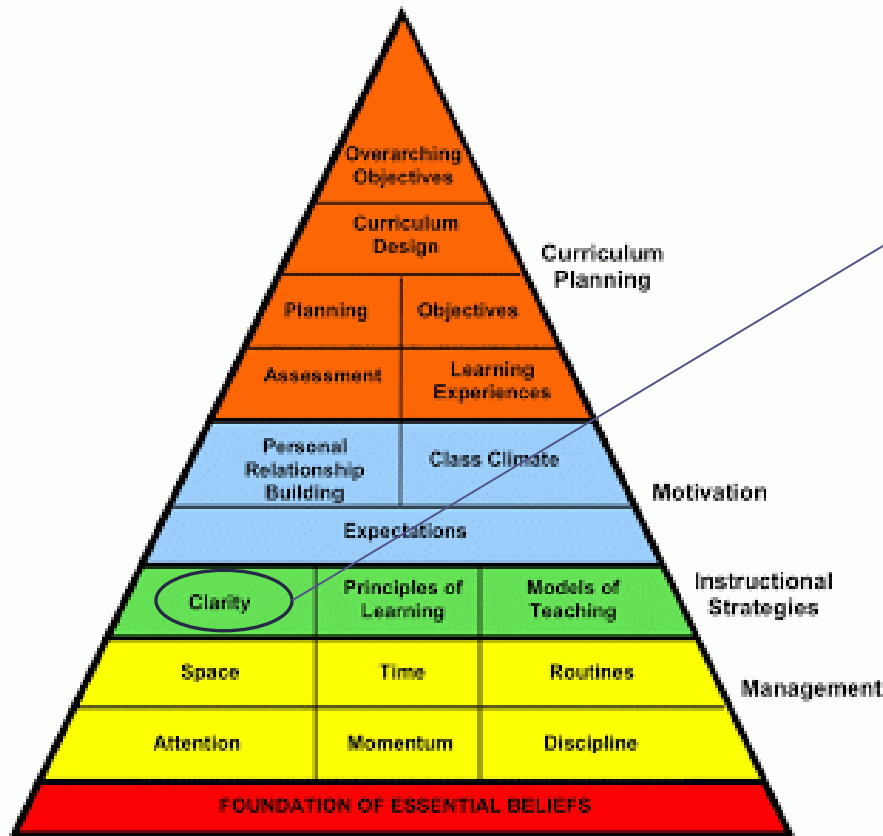 Overarching
Objectives
Curriculum
Design
Curriculum
Planning
Planning
Objectives
Assessment
Learning
Experiences
Personal
Relationship
Building
Class Climate
Motivation
Expectations
Clarity
Principles of
Learning
Models of
Teaching
Instructional
Strategies
Space
Time
Routines
Management
Attention
Momentum
Discipline
FOUNDATION OF ESSENTIAL BELIEFS